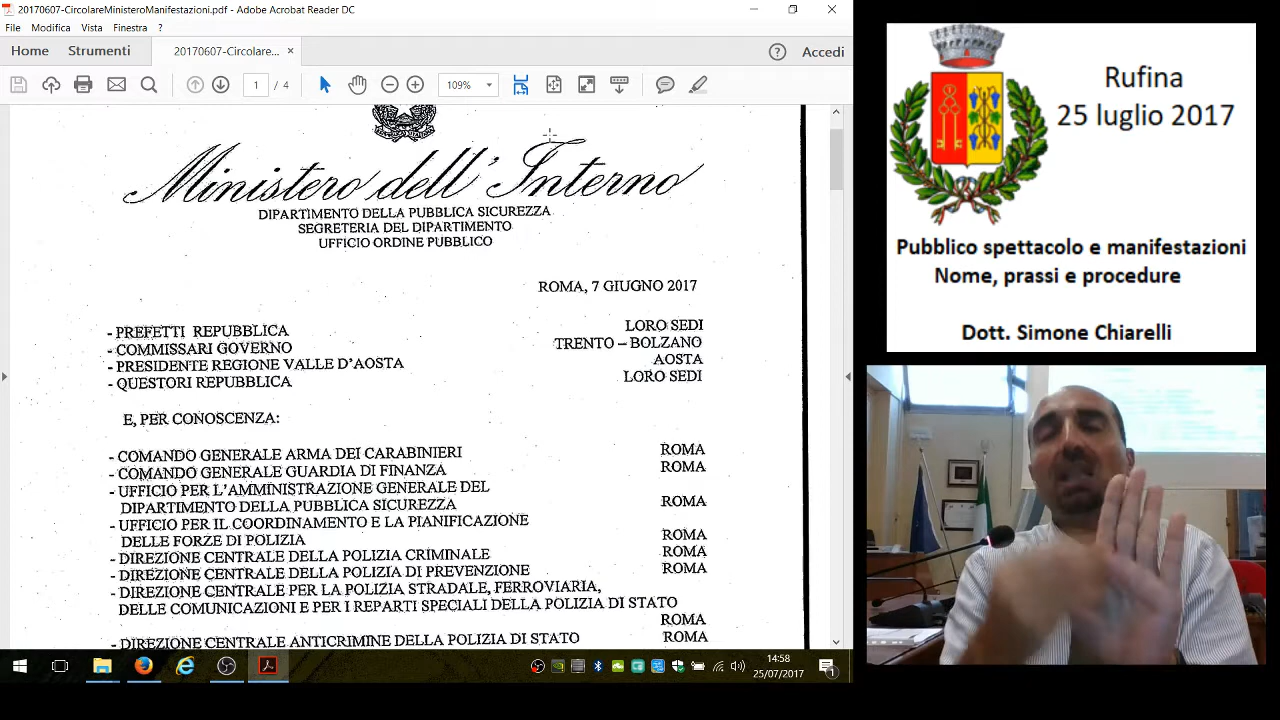 20170607-CircolareMinisteroManifestazioni.pdf - Adobe Acrobat Reader DC
File Modifica Vista Finestra ?
Home Strumenti 20170607-Circolare... × Accedi
1 / 4 109%
Ministero dell'Interno
DIPARTIMENTO DELLA PUBBLICA SICUREZZA
SEGRETERIA DEL DIPARTIMENTO
UFFICIO ORDINE PUBBLICO
ROMA, 7 GIUGNO 2017
- PREFETTI REPUBBLICA LORO SEDI
- COMMISSARI GOVERNO TRENTO – BOLZANO
- PRESIDENTE REGIONE VALLE D'AOSTA AOSTA
- QUESTORI REPUBBLICA LORO SEDI
E, PER CONOSCENZA:
- COMANDO GENERALE ARMA DEI CARABINIERI ROMA
- COMANDO GENERALE GUARDIA DI FINANZA ROMA
- UFFICIO PER L'AMMINISTRAZIONE GENERALE DEL
DIPARTIMENTO DELLA PUBBLICA SICUREZZA ROMA
- UFFICIO PER IL COORDINAMENTO E LA PIANIFICAZIONE
DELLE FORZE DI POLIZIA ROMA
- DIREZIONE CENTRALE DELLA POLIZIA CRIMINALE ROMA
- DIREZIONE CENTRALE DELLA POLIZIA DI PREVENZIONE ROMA
- DIREZIONE CENTRALE PER LA POLIZIA STRADALE, FERROVIARIA,
DELLE COMUNICAZIONI E PER I REPARTI SPECIALI DELLA POLIZIA DI STATO
ROMA
- DIREZIONE CENTRALE ANTICRIMINE DELLA POLIZIA DI STATO ROMA
14:58
25/07/2017
1
Rufina
25 luglio 2017
Pubblico spettacolo e manifestazioni
Nome, prassi e procedure
Dott. Simone Chiarelli